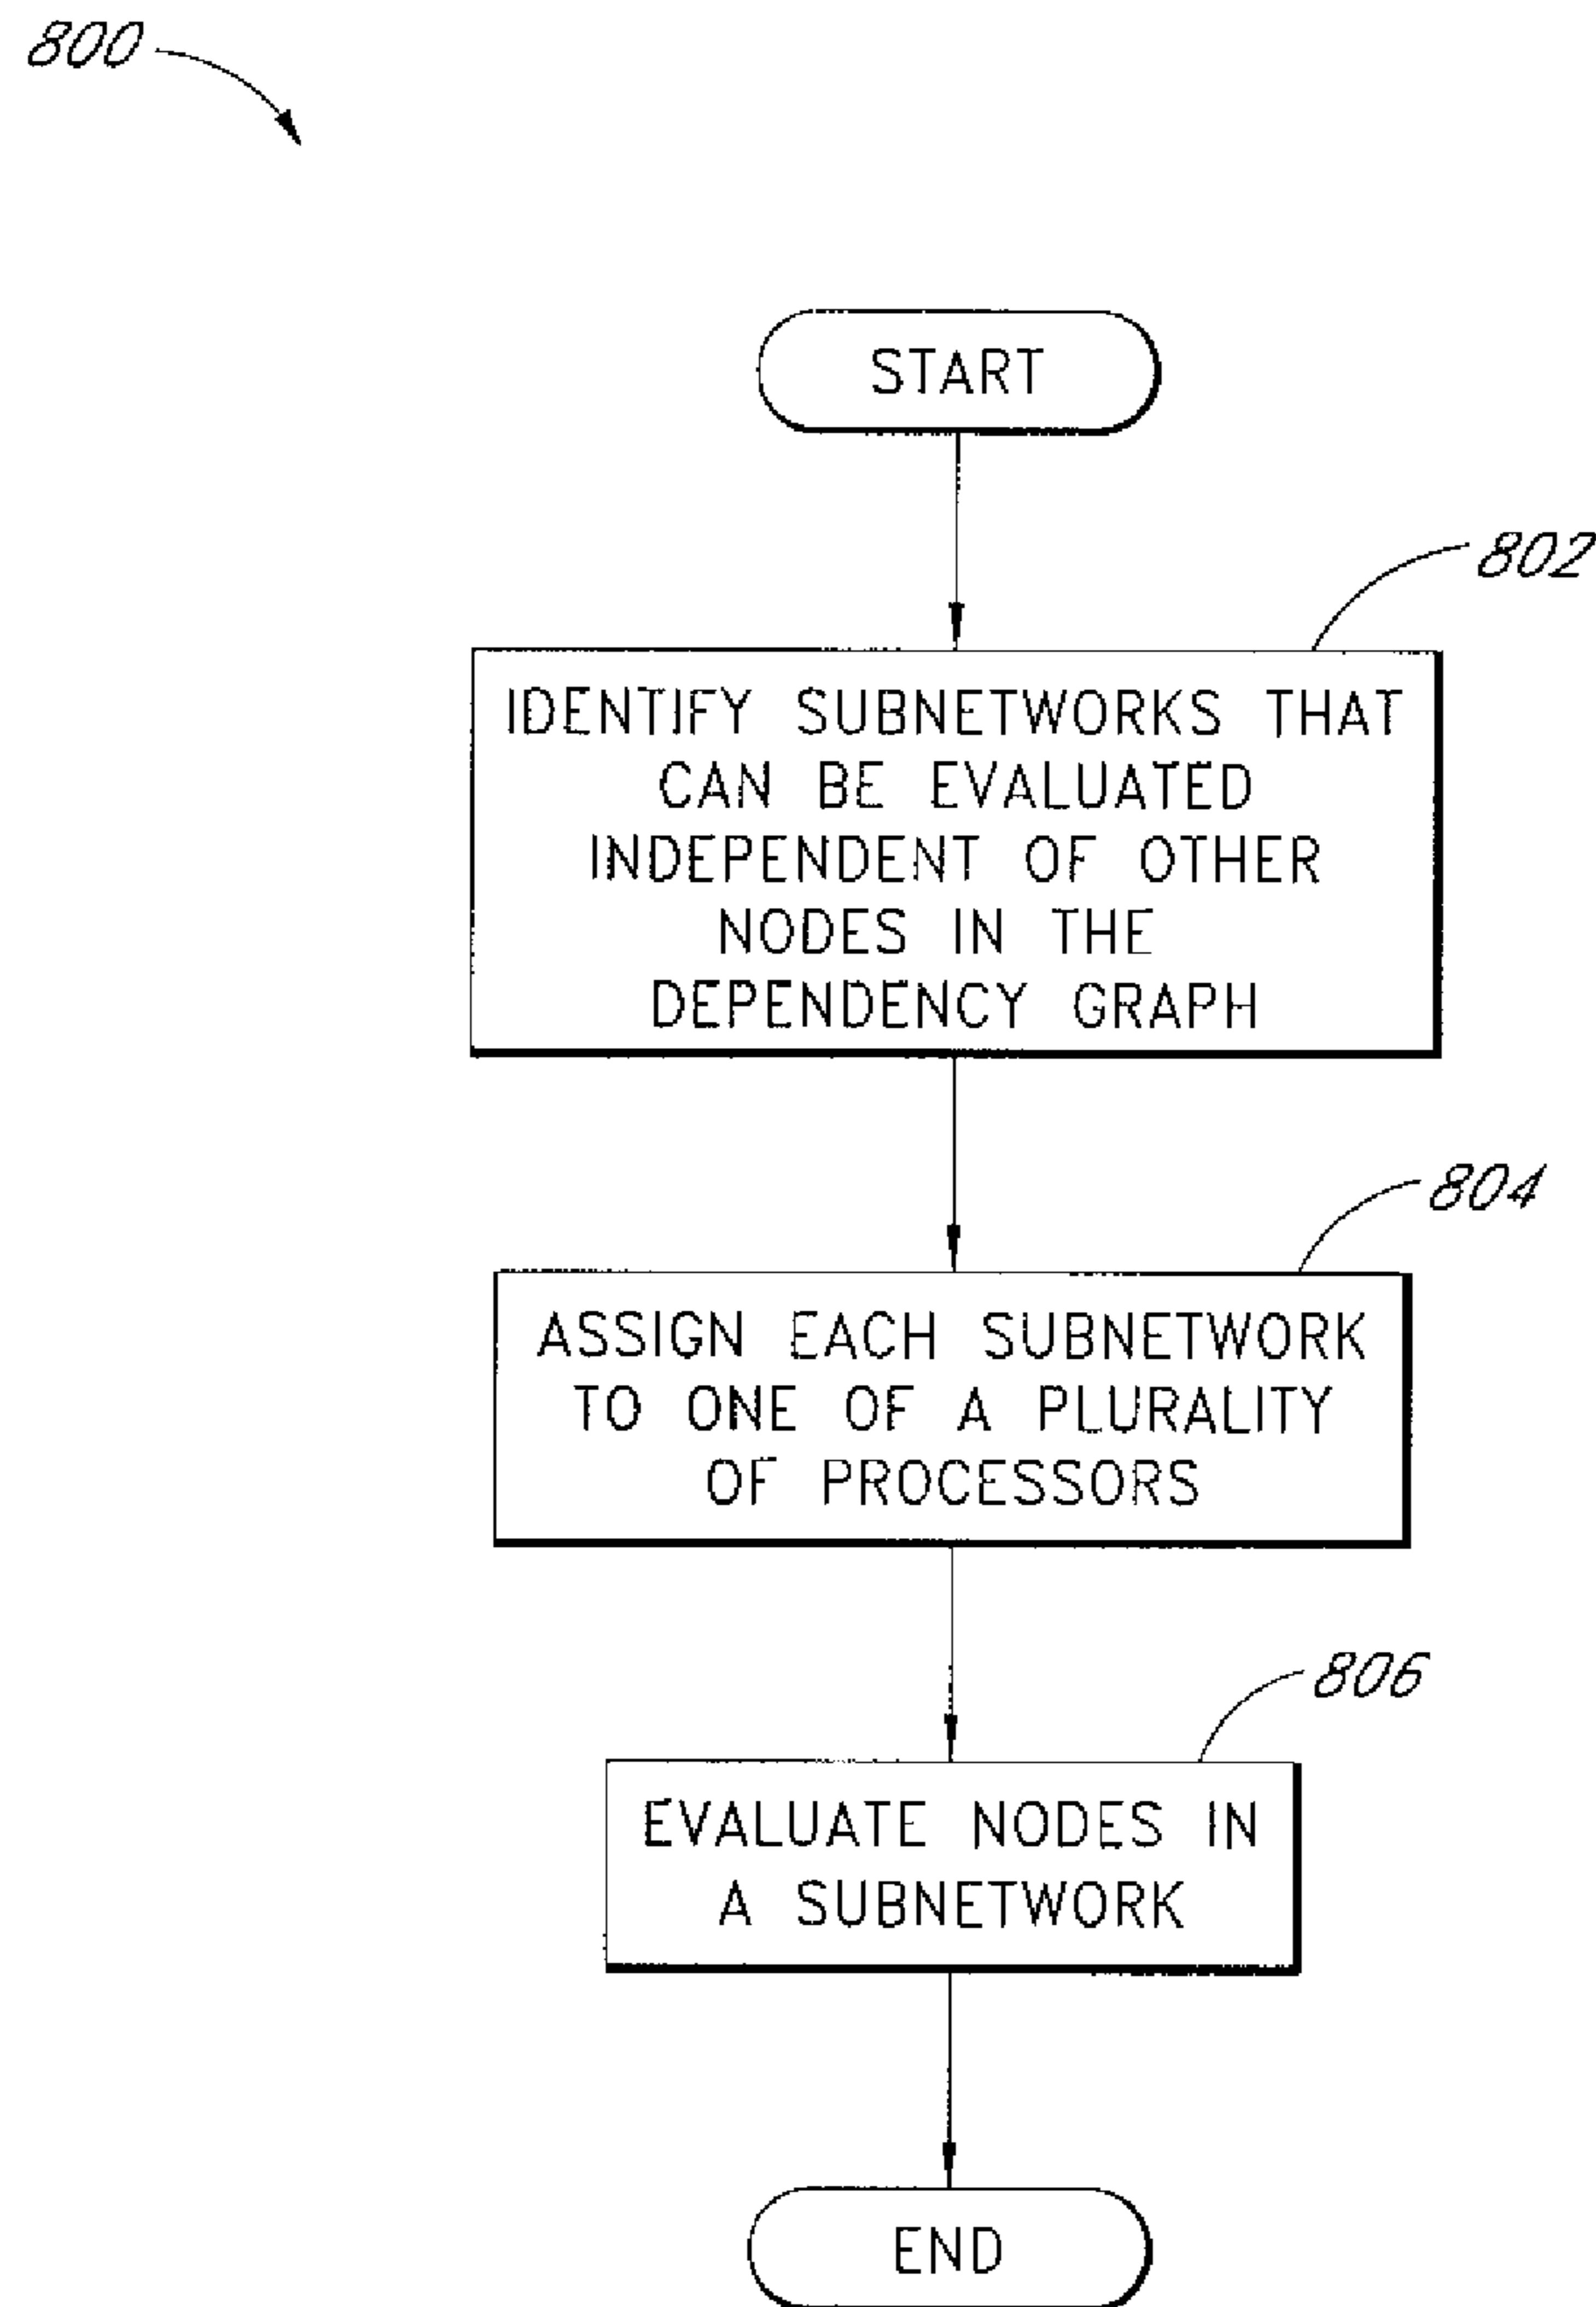 800
START
802
IDENTIFY SUBNETWORKS THAT
CAN BE EVALUATED
INDEPENDENT OF OTHER
NODES IN THE
DEPENDENCY GRAPH
804
ASSIGN EACH SUBNETWORK
TO ONE OF A PLURALITY
OF PROCESSORS
806
EVALUATE NODES IN
A SUBNETWORK
END